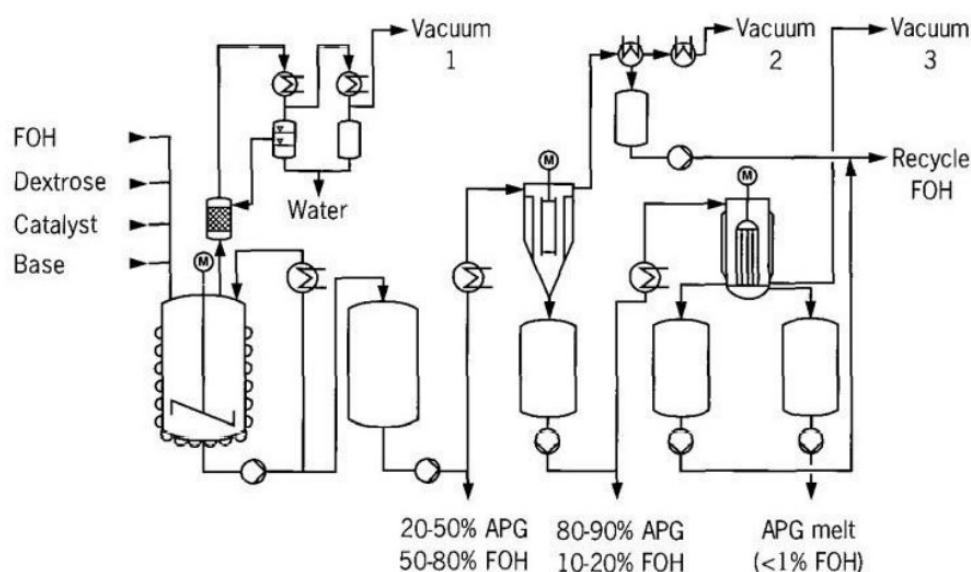 Vacuum
1
Vacuum
2
Vacuum
3
FOH
Dextrose
Catalyst
Base
Water
M
M
M
Recycle
FOH
20-50% APG
50-80% FOH
80-90% APG
10-20% FOH
APG melt
(<1% FOH)